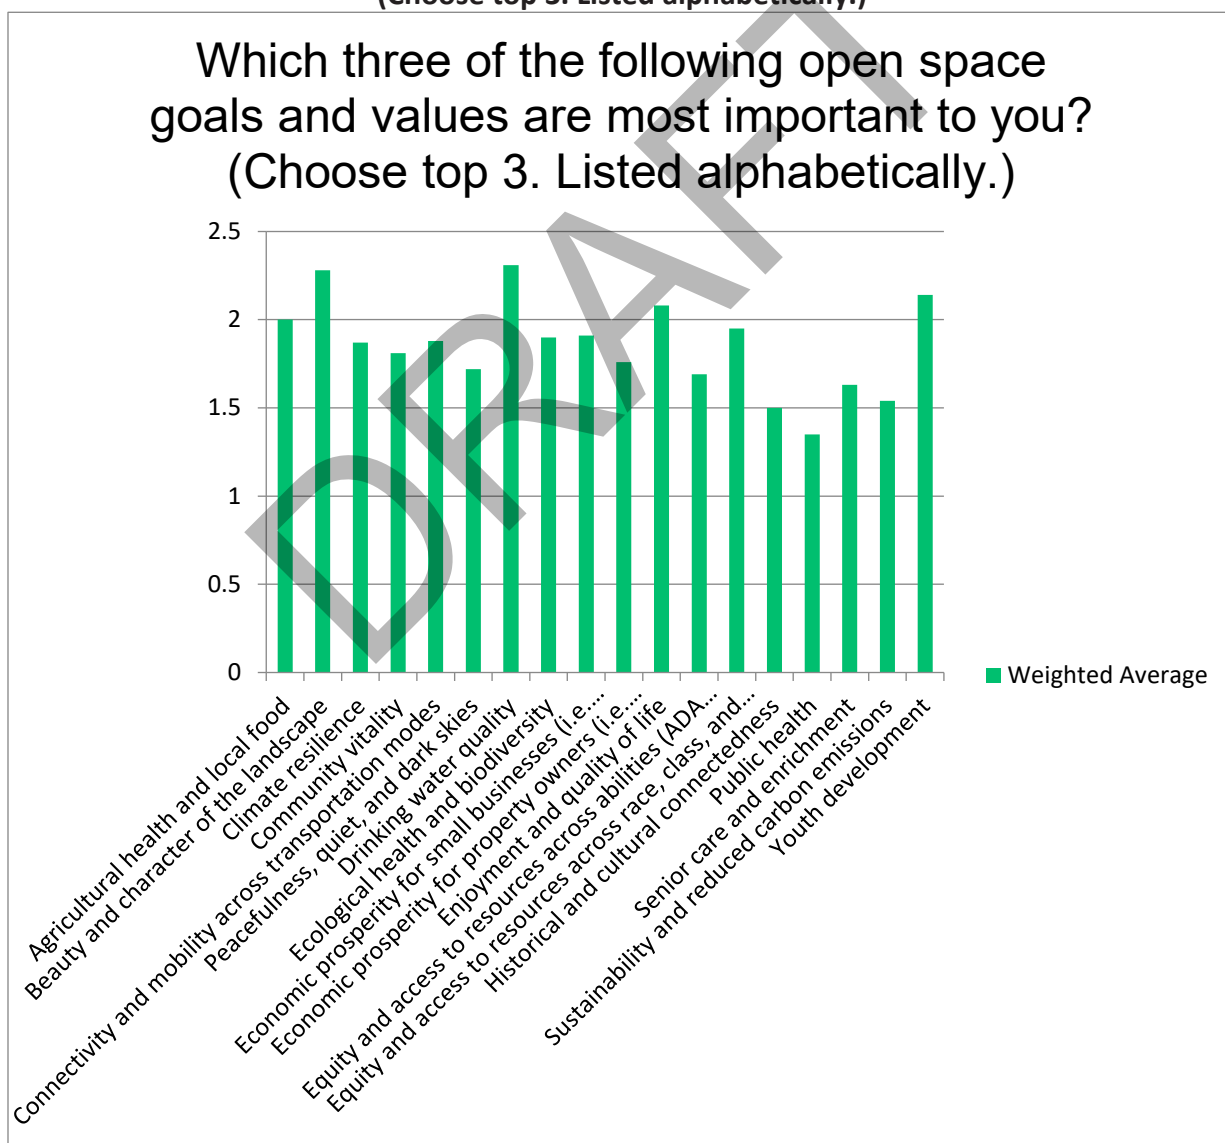 (Choose top 3. Listed alphabetically.)
Which three of the following open space
goals and values are most important to you?
(Choose top 3. Listed alphabetically.)
2.5
2
1.5
1
0.5
0
Weighted Average
Agricultural health and local food
Beauty and character of the landscape
Climate resilience
Community vitality
Connectivity and mobility across transportation modes
Peacefulness, quiet, and dark skies
Drinking water quality
Ecological health and biodiversity
Economic prosperity for small businesses (i.e.…
Economic prosperity for property owners (i.e.…
Enjoyment and quality of life
Equity and access to resources across abilities (ADA…
Equity and access to resources across race, class, and…
Historical and cultural connectedness
Public health
Senior care and enrichment
Sustainability and reduced carbon emissions
Youth development
DRAFT